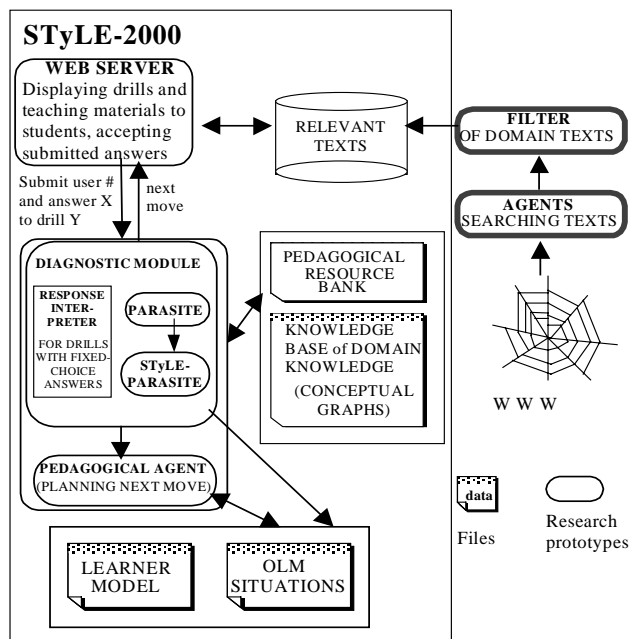 STyLE-2000
WEB SERVER
Displaying drills and
teaching materials to
students, accepting
submitted answers
RELEVANT
TEXTS
FILTER
OF DOMAIN TEXTS
AGENTS
SEARCHING TEXTS
W W W
Submit user #
and answer X
to drill Y
next
move
DIAGNOSTIC MODULE
RESPONSE
INTER-
PRETER
FOR DRILLS
WITH FIXED-
CHOICE
ANSWERS
PARASITE
STyLE-
PARASITE
PEDAGOGICAL
RESOURCE
BANK
KNOWLEDGE
BASE of DOMAIN
KNOWLEDGE
(CONCEPTUAL
GRAPHS)
PEDAGOGICAL AGENT
(PLANNING NEXT MOVE)
LEARNER
MODEL
OLM
SITUATIONS
data
Files
Research
prototypes